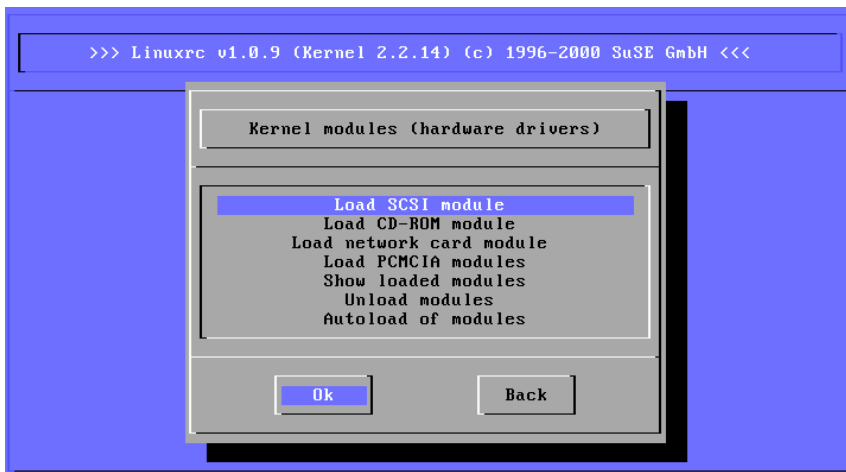 >>> Linuxrc v1.0.9 (Kernel 2.2.14) (c) 1996-2000 SuSE GmbH <<<
Kernel modules (hardware drivers)
Load SCSI module
Load CD-ROM module
Load network card module
Load PCMCIA modules
Show loaded modules
Unload modules
Autoload of modules
Ok Back